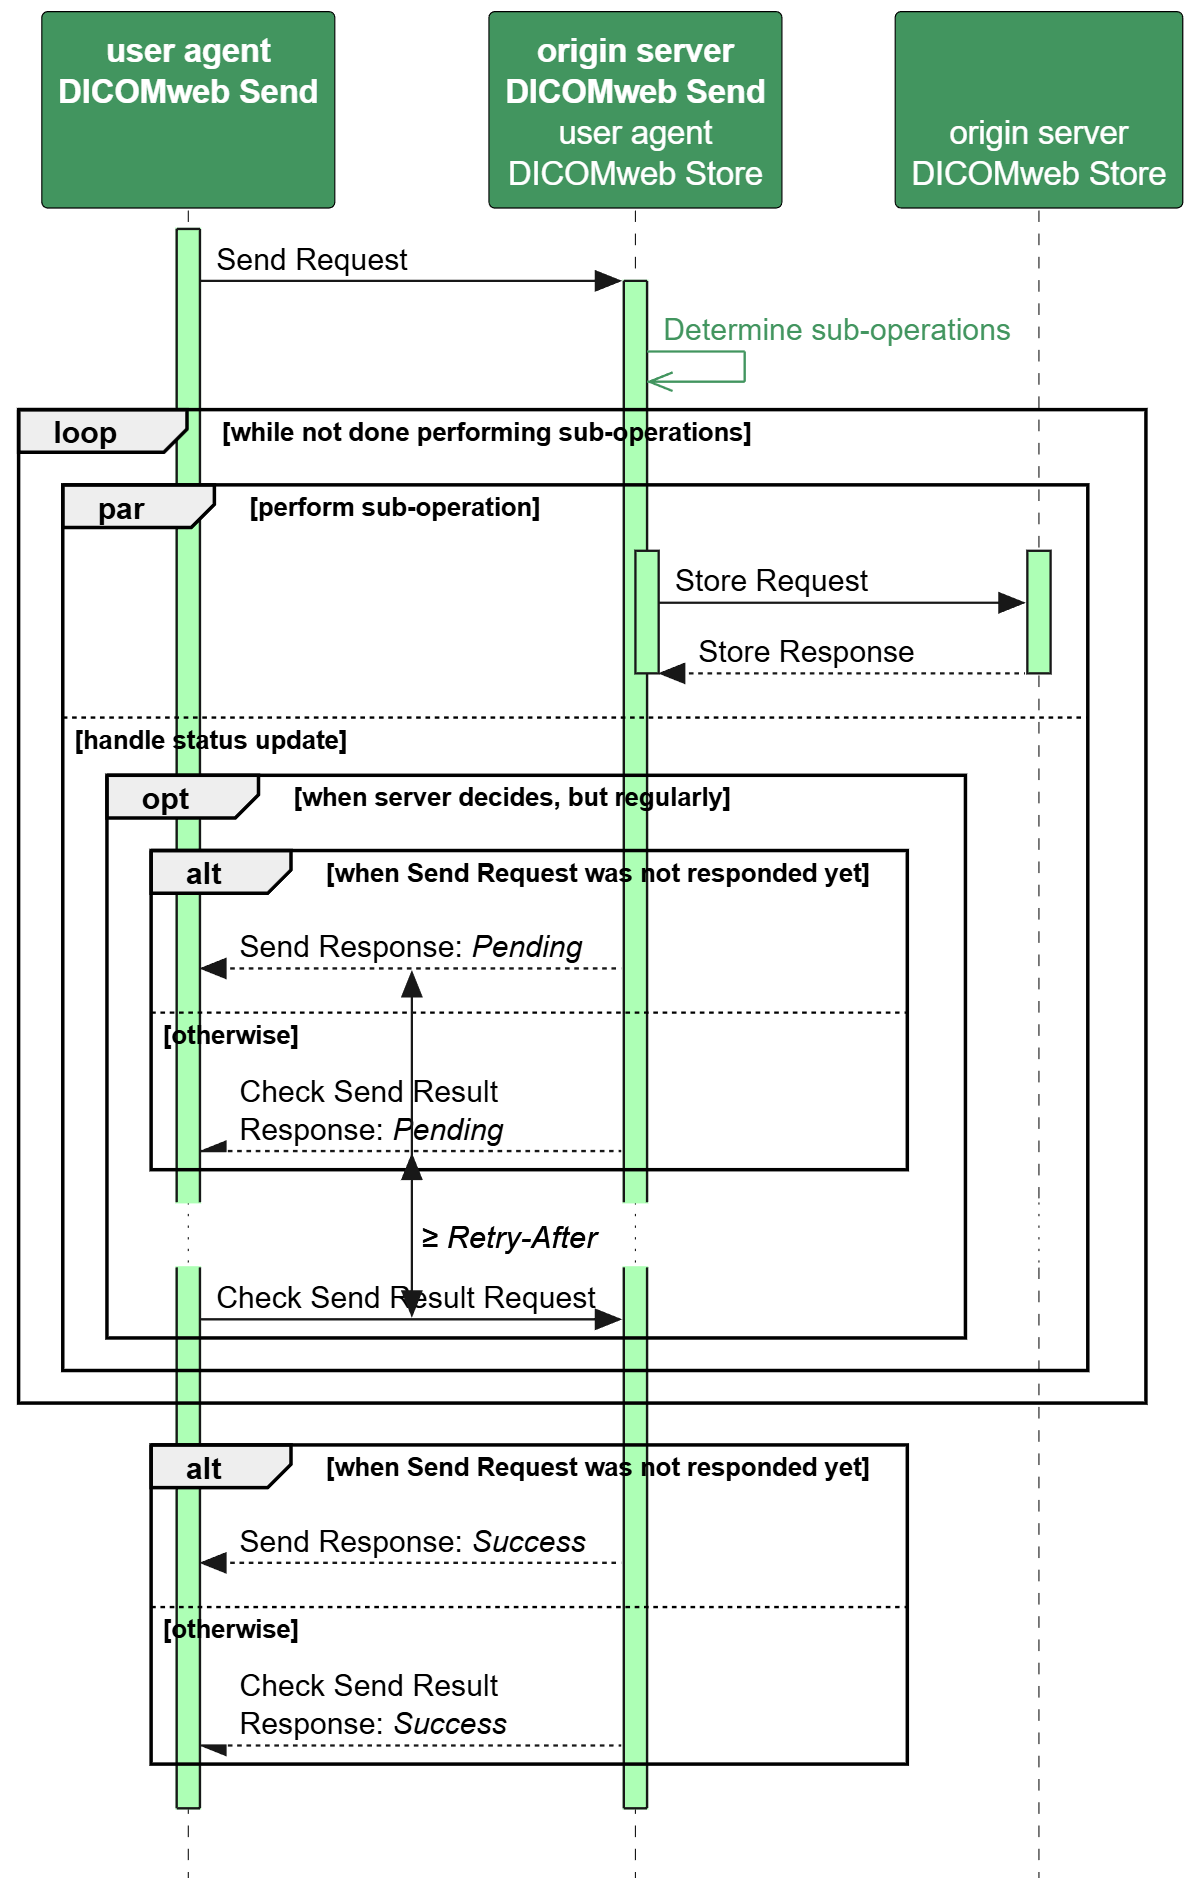 user agent
DICOMweb Send
origin server
DICOMweb Send
user agent
DICOMweb Store
origin server
DICOMweb Store
Send Request
Determine sub-operations
loop
[while not done performing sub-operations]
par
[perform sub-operation]
Store Request
Store Response
[handle status update]
opt
[when server decides, but regularly]
alt
[when Send Request was not responded yet]
Send Response: Pending
[otherwise]
Check Send Result
Response: Pending
≥ Retry-After
Check Send Result Request
alt
[when Send Request was not responded yet]
Send Response: Success
[otherwise]
Check Send Result
Response: Success